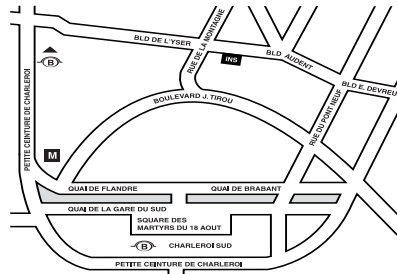 BLD DE L'YSER
RUE DE LA MONTAGNE
INS
BLD AUDENT
BLD E. DEVREU
B
PETITE CEINTURE DE CHARLEROI
BOULEVARD J. TIROU
RUE DU PONT NEUF
M
QUAI DE FLANDRE
QUAI DE BRABANT
QUAI DE LA GARE DU SUD
SQUARE DES
MARTYRS DU 18 AOUT
B
CHARLEROI SUD
PETITE CEINTURE DE CHARLEROI